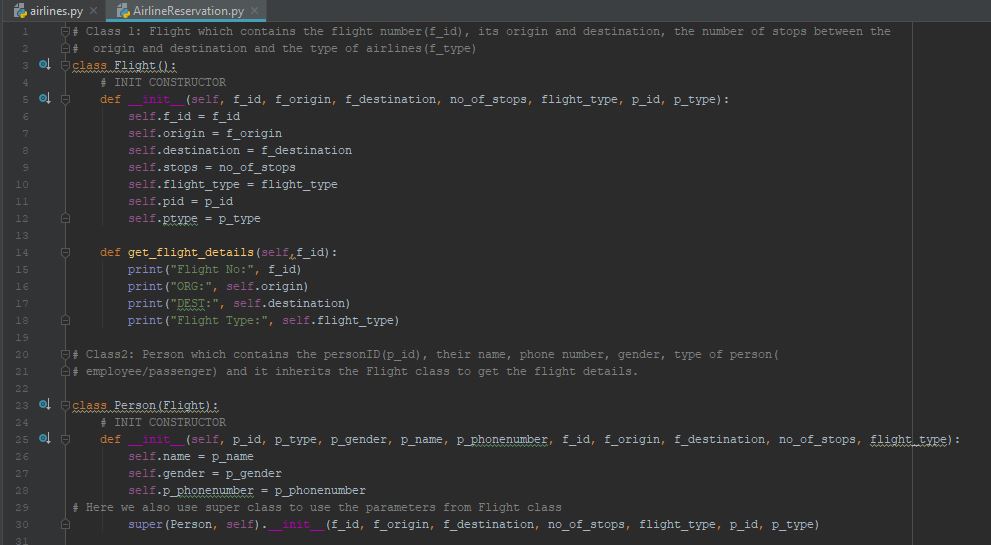 airlines.py × AirlineReservation.py ×
1 # Class 1: Flight which contains the flight number(f_id), its origin and destination, the number of stops between the
2 #  origin and destination and the type of airlines(f_type)
3 class Flight():
4     # INIT CONSTRUCTOR
5     def __init__(self, f_id, f_origin, f_destination, no_of_stops, flight_type, p_id, p_type):
6         self.f_id = f_id
7         self.origin = f_origin
8         self.destination = f_destination
9         self.stops = no_of_stops
10         self.flight_type = flight_type
11         self.pid = p_id
12         self.ptype = p_type
13
14     def get_flight_details(self,f_id):
15         print("Flight No:", f_id)
16         print("ORG:", self.origin)
17         print("DEST:", self.destination)
18         print("Flight Type:", self.flight_type)
19
20 # Class2: Person which contains the personID(p_id), their name, phone number, gender, type of person(
21 # employee/passenger) and it inherits the Flight class to get the flight details.
22
23 class Person(Flight):
24     # INIT CONSTRUCTOR
25     def __init__(self, p_id, p_type, p_gender, p_name, p_phonenumber, f_id, f_origin, f_destination, no_of_stops, flight_type):
26         self.name = p_name
27         self.gender = p_gender
28         self.p_phonenumber = p_phonenumber
29 # Here we also use super class to use the parameters from Flight class
30         super(Person, self).__init__(f_id, f_origin, f_destination, no_of_stops, flight_type, p_id, p_type)
31